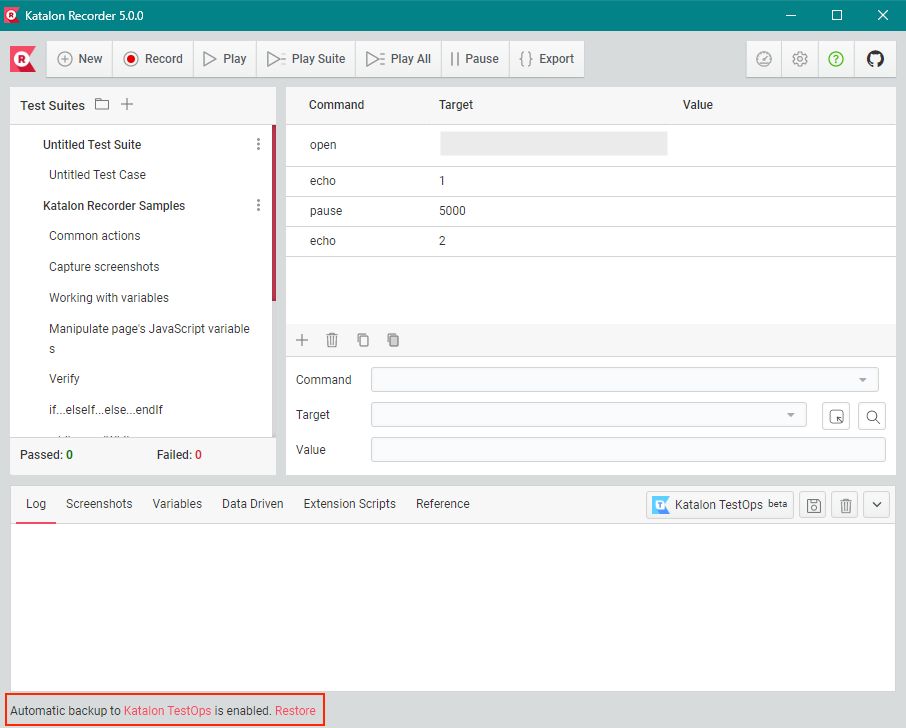 Katalon Recorder 5.0.0
New Record Play Play Suite Play All Pause Export
Test Suites
Untitled Test Suite
Untitled Test Case
Katalon Recorder Samples
Common actions
Capture screenshots
Working with variables
Manipulate page's JavaScript variable
s
Verify
if...elseIf...else...endIf
Passed: 0 Failed: 0
Command Target Value
open
echo 1
pause 5000
echo 2
Command
Target
Value
Log Screenshots Variables Data Driven Extension Scripts Reference Katalon TestOps beta
Automatic backup to Katalon TestOps is enabled. Restore